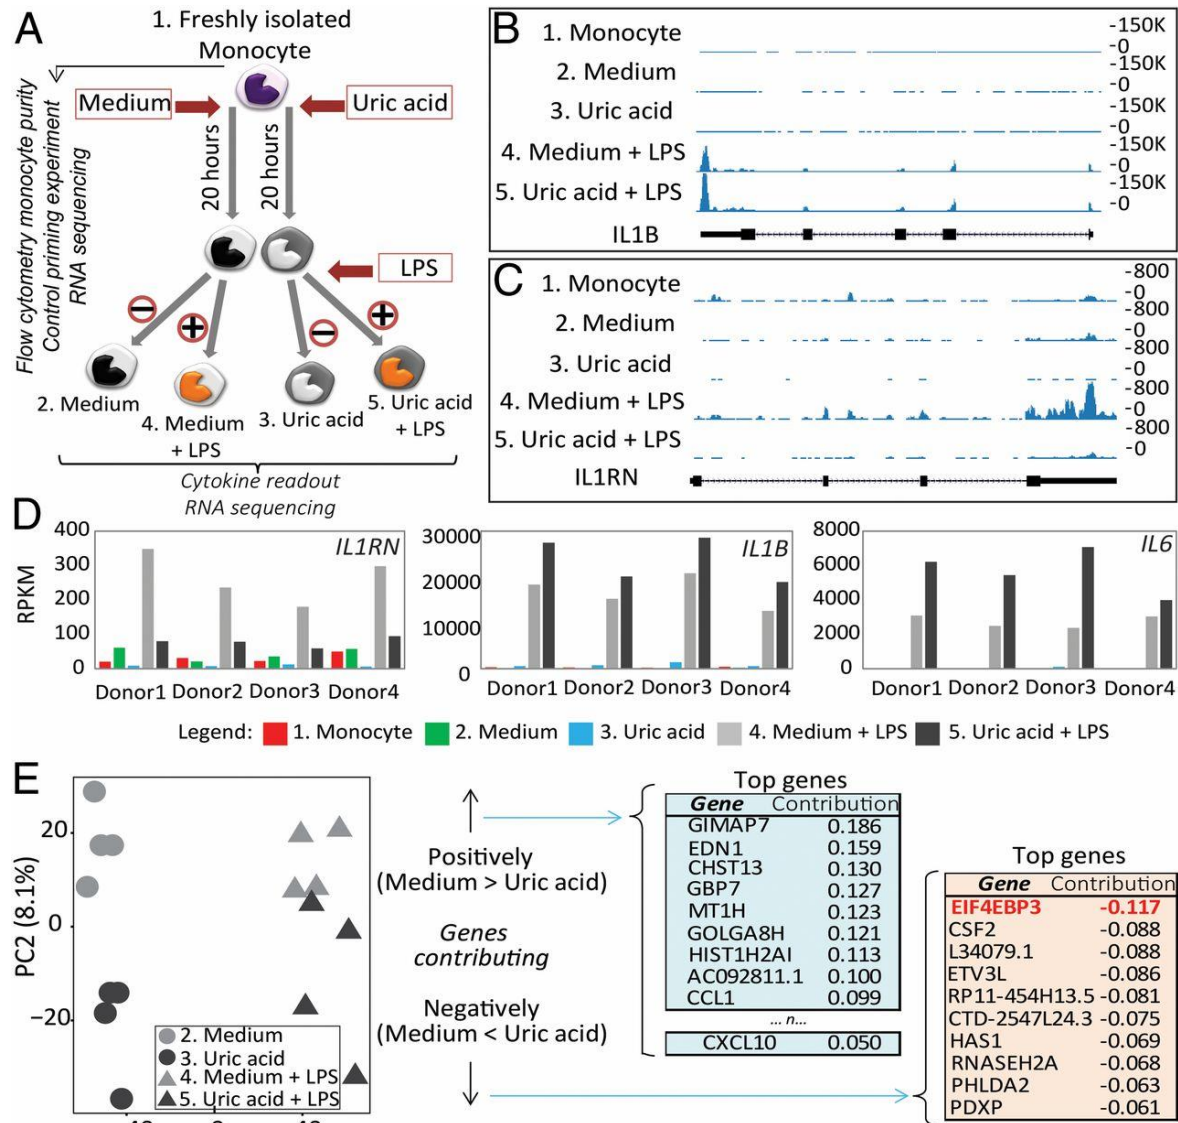 A
1. Freshly isolated
Monocyte
Medium
Uric acid
20 hours
20 hours
Flow cytometry monocyte purity
Control priming experiment
RNA sequencing
LPS
2. Medium
4. Medium
+ LPS
3. Uric acid
5. Uric acid
+ LPS
Cytokine readout
RNA sequencing
B
1. Monocyte
2. Medium
3. Uric acid
4. Medium + LPS
5. Uric acid + LPS
IL1B
-150K
-0
-150K
-0
-150K
-0
-150K
-0
-150K
-0
C
1. Monocyte
2. Medium
3. Uric acid
4. Medium + LPS
5. Uric acid + LPS
IL1RN
-800
-0
-800
-0
-800
-0
-800
-0
-800
-0
D
RPKM
400
300
200
100
0
IL1RN
Donor1 Donor2 Donor3 Donor4
30000
20000
10000
0
IL1B
Donor1 Donor2 Donor3 Donor4
8000
6000
4000
2000
0
IL6
Donor1 Donor2 Donor3 Donor4
Legend: 1. Monocyte 2. Medium 3. Uric acid 4. Medium + LPS 5. Uric acid + LPS
E
PC2 (8.1%)
20
0
−20
2. Medium
3. Uric acid
4. Medium + LPS
5. Uric acid + LPS
Positively
(Medium > Uric acid)
Genes
contributing
Negatively
(Medium < Uric acid)
Top genes
Gene Contribution
GIMAP7 0.186
EDN1 0.159
CHST13 0.130
GBP7 0.127
MT1H 0.123
GOLGA8H 0.121
HIST1H2AI 0.113
AC092811.1 0.100
CCL1 0.099
... n...
CXCL10 0.050
Top genes
Gene Contribution
EIF4EBP3 -0.117
CSF2 -0.088
L34079.1 -0.088
ETV3L -0.086
RP11-454H13.5 -0.081
CTD-2547L24.3 -0.075
HAS1 -0.069
RNASEH2A -0.068
PHLDA2 -0.063
PDXP -0.061